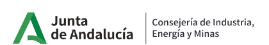 Junta
de Andalucía
Consejería de Industria,
Energía y Minas